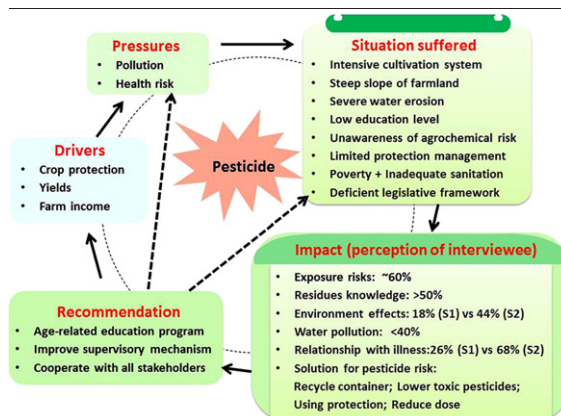 Pressures
• Pollution
• Health risk
Situation suffered
• Intensive cultivation system
• Steep slope of farmland
• Severe water erosion
• Low education level
• Unawareness of agrochemical risk
• Limited protection management
• Poverty + Inadequate sanitation
• Deficient legislative framework
Drivers
• Crop protection
• Yields
• Farm income
Pesticide
Impact (perception of interviewee)
• Exposure risks: ~60%
• Residues knowledge: >50%
• Environment effects: 18% (S1) vs 44% (S2)
• Water pollution: <40%
• Relationship with illness:26% (S1) vs 68% (S2)
• Solution for pesticide risk:
Recycle container; Lower toxic pesticides;
Using protection; Reduce dose
Recommendation
• Age-related education program
• Improve supervisory mechanism
• Cooperate with all stakeholders